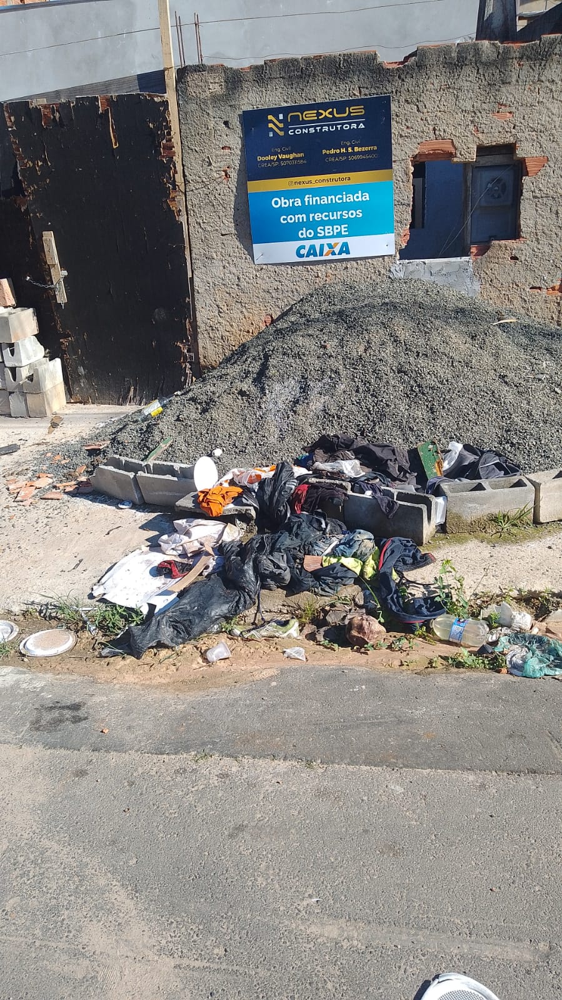 NEXUS
CONSTRUTORA
Eng. Civil
Dooley Vaughan
CREA/SP: 5070311564
Eng. Civil
Pedro H. S. Bezerra
CREA/SP: 5069945400
nexus_construtora
Obra financiada
com recursos
do SBPE
CAIXA